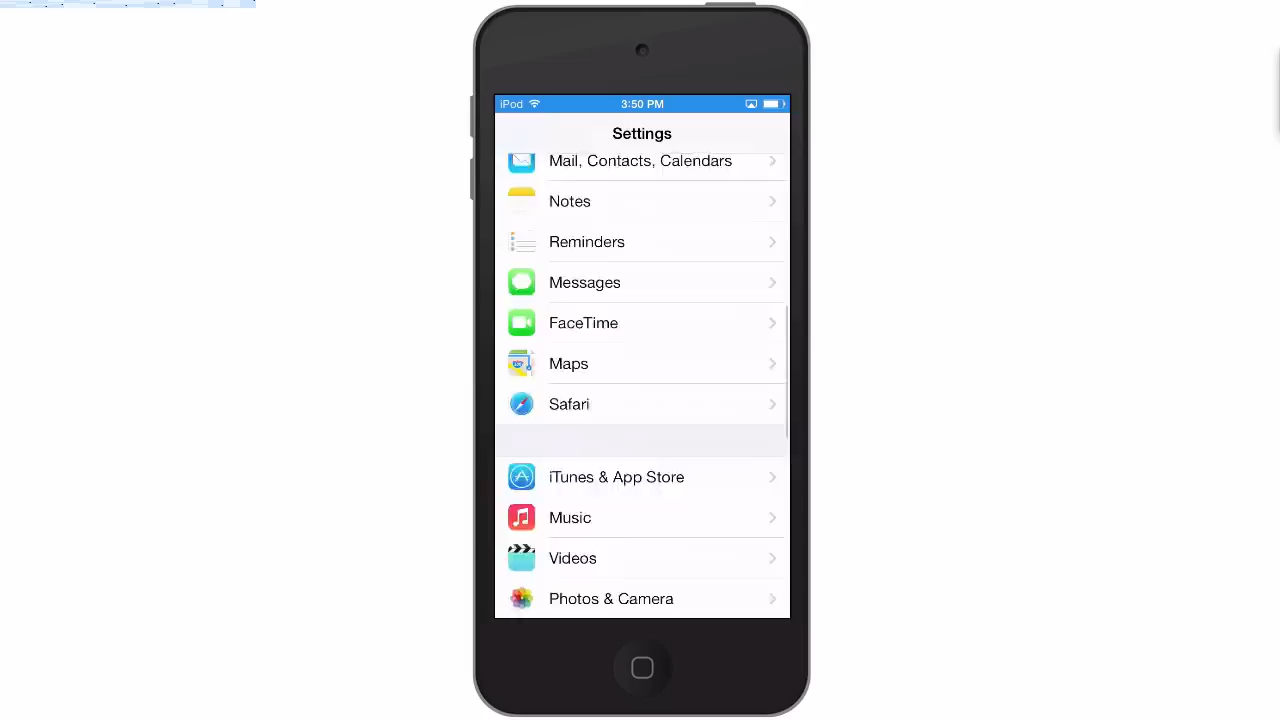 iPod 3:50 PM
Settings
Mail, Contacts, Calendars
Notes
Reminders
Messages
FaceTime
Maps
Safari
iTunes & App Store
Music
Videos
Photos & Camera